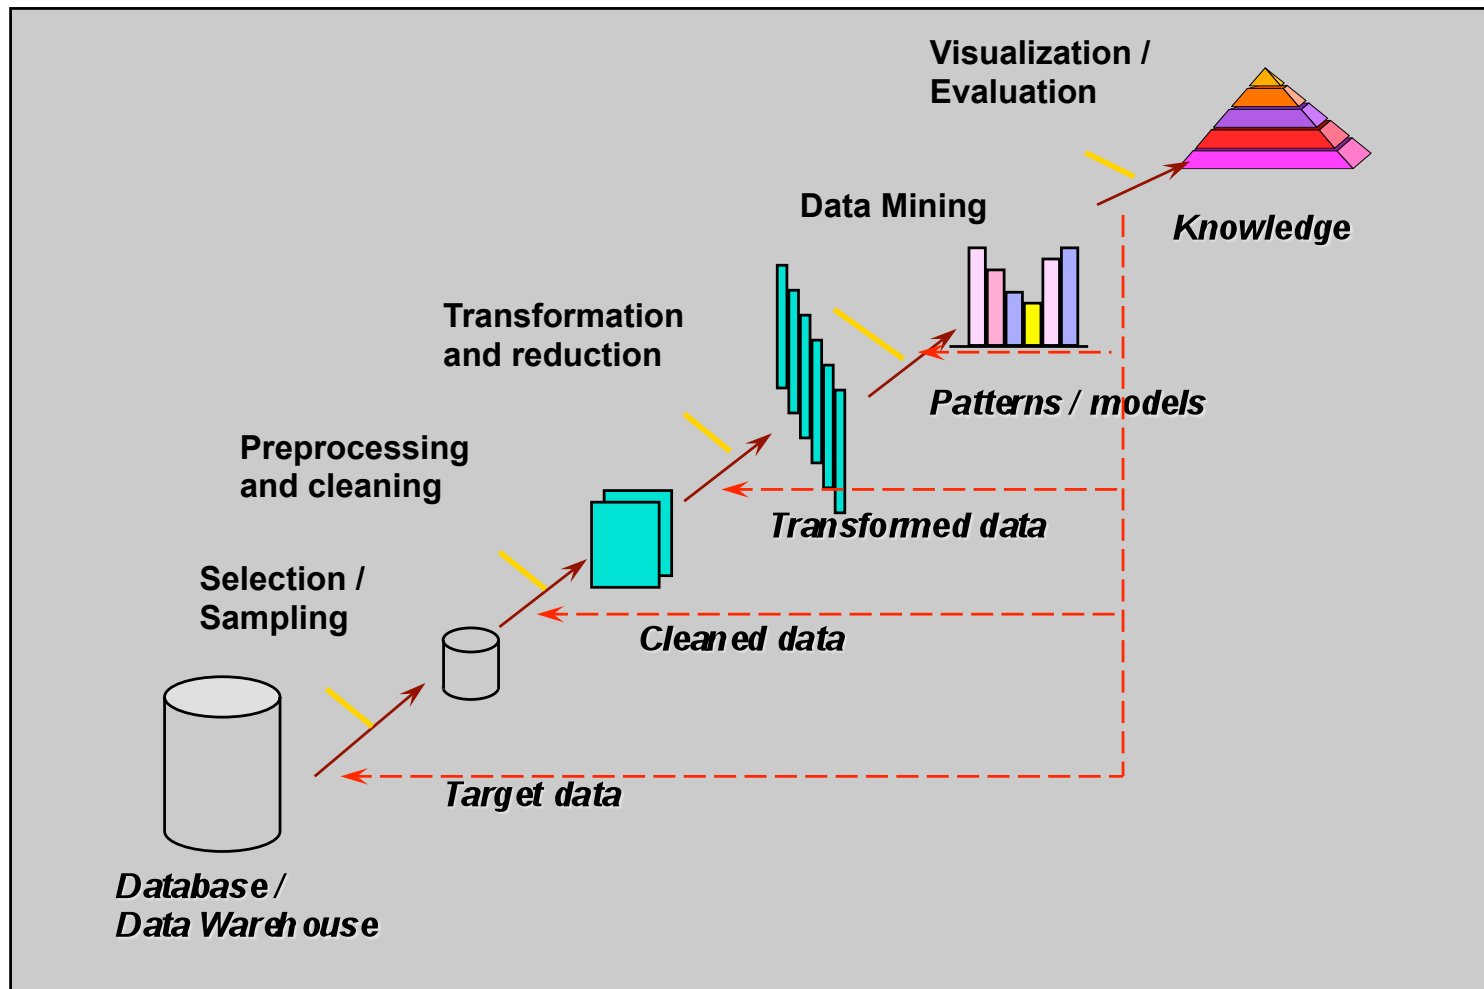 Visualization /
Evaluation
Knowledge
Data Mining
Patterns / models
Transformation
and reduction
Transformed data
Preprocessing
and cleaning
Cleaned data
Selection /
Sampling
Target data
Database /
Data Warehouse